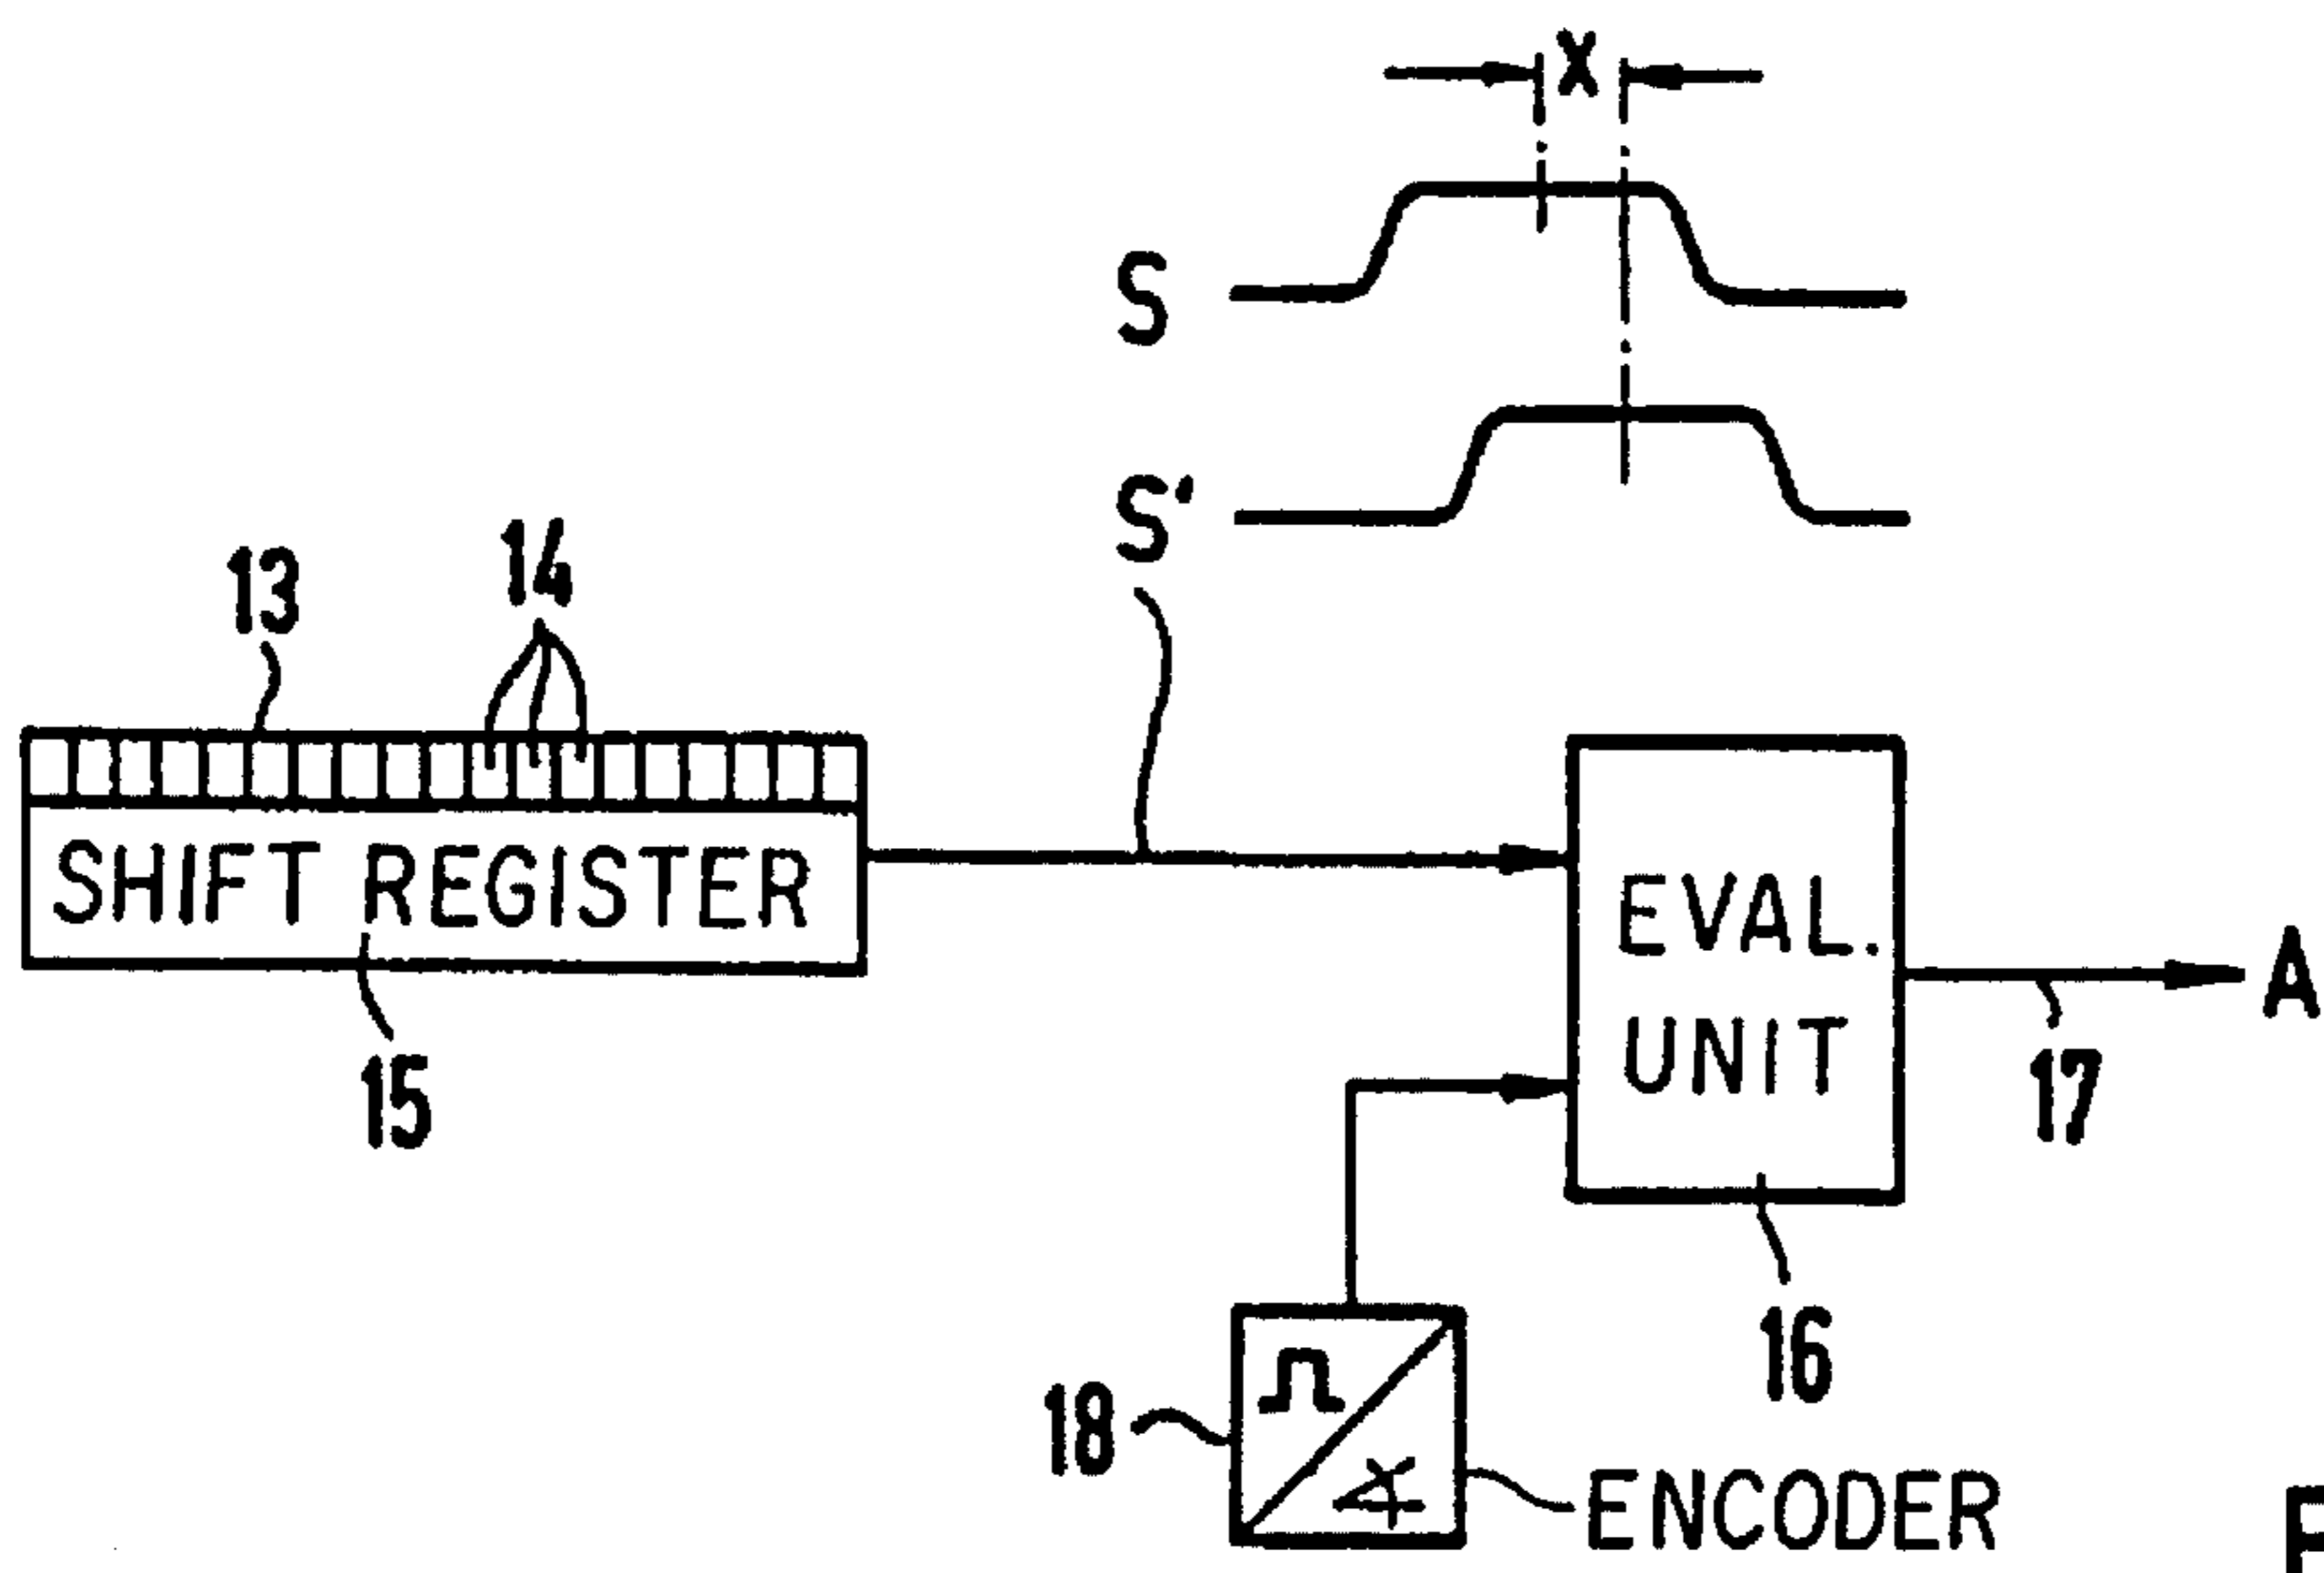 X
S
S'
13
14
SHIFT REGISTER
15
EVAL.
UNIT
A
17
16
18
ENCODER